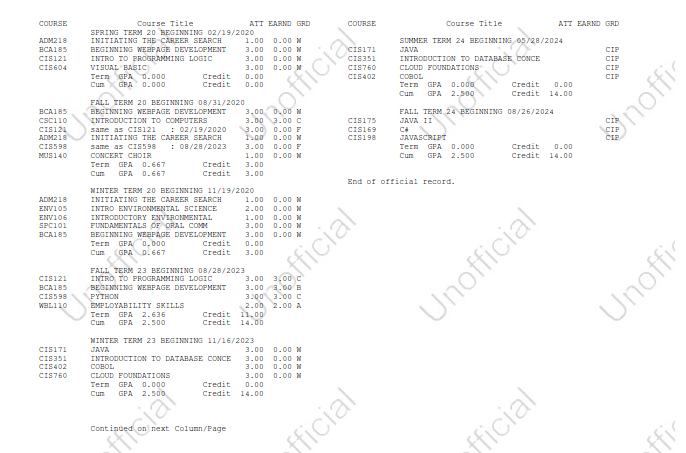 COURSE Course Title ATT EARND GRD
SPRING TERM 20 BEGINNING 02/19/2020
ADM218 INITIATING THE CAREER SEARCH 1.00 0.00 W
BCA185 BEGINNING WEBPAGE DEVELOPMENT 3.00 0.00 W
CIS121 INTRO TO PROGRAMMING LOGIC 3.00 0.00 W
CIS604 VISUAL BASIC 3.00 0.00 W
Term GPA 0.000 Credit 0.00
Cum GPA 0.000 Credit 0.00
FALL TERM 20 BEGINNING 08/31/2020
BCA185 BEGINNING WEBPAGE DEVELOPMENT 3.00 0.00 W
CSC110 INTRODUCTION TO COMPUTERS 3.00 3.00 C
CIS121 same as CIS121 : 02/19/2020 3.00 0.00 F
ADM218 INITIATING THE CAREER SEARCH 1.00 0.00 W
CIS598 same as CIS598 : 08/28/2023 3.00 0.00 F
MUS140 CONCERT CHOIR 1.00 0.00 W
Term GPA 0.667 Credit 3.00
Cum GPA 0.667 Credit 3.00
WINTER TERM 20 BEGINNING 11/19/2020
ADM218 INITIATING THE CAREER SEARCH 1.00 0.00 W
ENV105 INTRO ENVIRONMENTAL SCIENCE 2.00 0.00 W
ENV106 INTRODUCTORY ENVIRONMENTAL 1.00 0.00 W
SPC101 FUNDAMENTALS OF ORAL COMM 3.00 0.00 W
BCA185 BEGINNING WEBPAGE DEVELOPMENT 3.00 0.00 W
Term GPA 0.000 Credit 0.00
Cum GPA 0.667 Credit 3.00
FALL TERM 23 BEGINNING 08/28/2023
CIS121 INTRO TO PROGRAMMING LOGIC 3.00 3.00 C
BCA185 BEGINNING WEBPAGE DEVELOPMENT 3.00 3.00 B
CIS598 PYTHON 3.00 3.00 C
WBL110 EMPLOYABILITY SKILLS 2.00 2.00 A
Term GPA 2.636 Credit 11.00
Cum GPA 2.500 Credit 14.00
WINTER TERM 23 BEGINNING 11/16/2023
CIS171 JAVA 3.00 0.00 W
CIS351 INTRODUCTION TO DATABASE CONCE 3.00 0.00 W
CIS402 COBOL 3.00 0.00 W
CIS760 CLOUD FOUNDATIONS 3.00 0.00 W
Term GPA 0.000 Credit 0.00
Cum GPA 2.500 Credit 14.00
Continued on next Column/Page
COURSE Course Title ATT EARND GRD
SUMMER TERM 24 BEGINNING 05/28/2024
CIS171 JAVA CIP
CIS351 INTRODUCTION TO DATABASE CONCE CIP
CIS760 CLOUD FOUNDATIONS CIP
CIS402 COBOL CIP
Term GPA 0.000 Credit 0.00
Cum GPA 2.500 Credit 14.00
FALL TERM 24 BEGINNING 08/26/2024
CIS175 JAVA II CIP
CIS169 C# CIP
CIS198 JAVASCRIPT CIP
Term GPA 0.000 Credit 0.00
Cum GPA 2.500 Credit 14.00
End of official record.
Unofficial
Unofficial
Unofficial
Unofficial
Unofficial
Unofficial
Unofficial
Unofficial